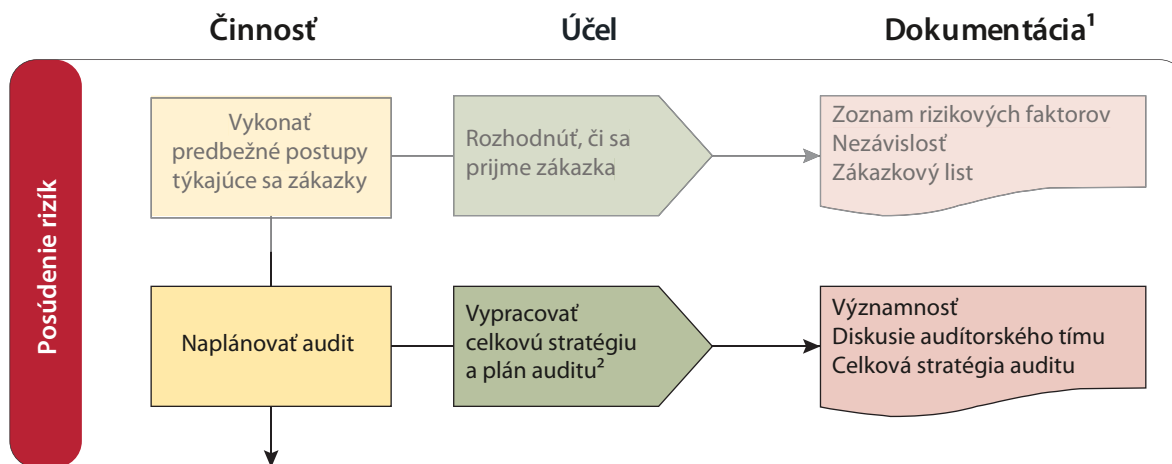 Činnosť
Účel
Dokumentácia¹
Posúdenie rizík
Vykonať
predbežné postupy
týkajúce sa zákazky
Rozhodnúť, či sa
prijme zákazka
Zoznam rizikových faktorov
Nezávislosť
Zákazkový list
Naplánovať audit
Vypracovať
celkovú stratégiu
a plán auditu²
Významnosť
Diskusie audítorského tímu
Celková stratégia auditu